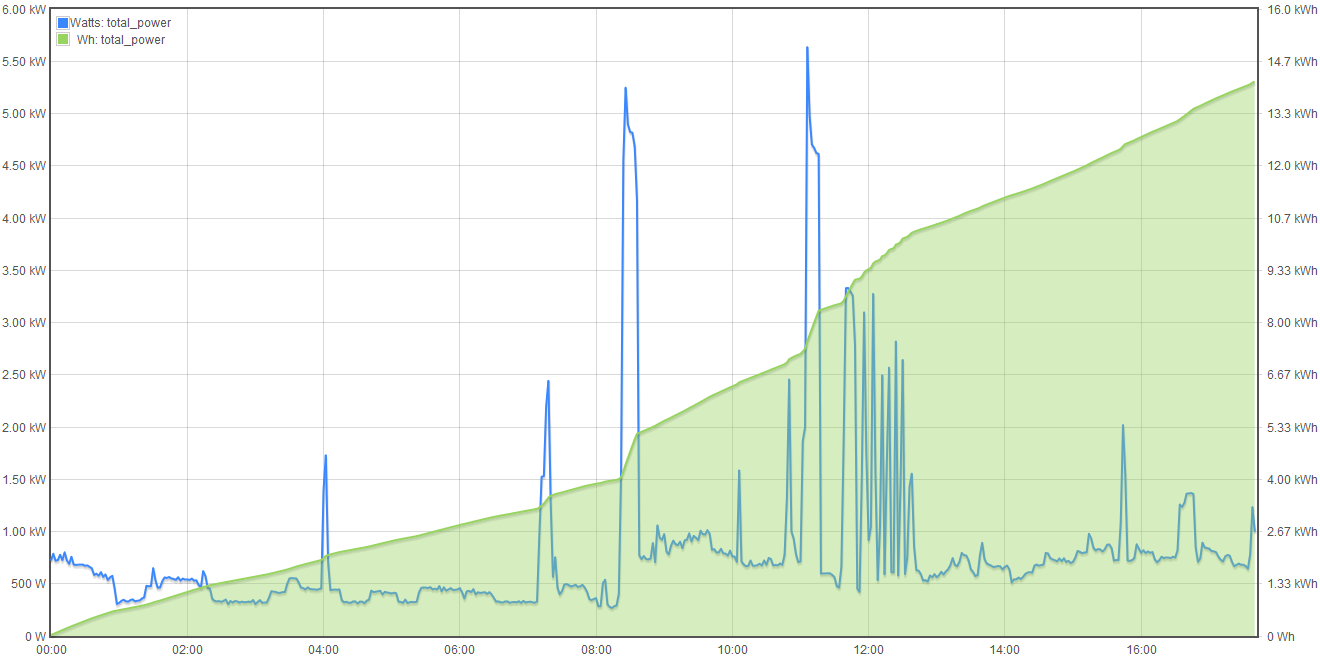 6.00 kW 16.0 kWh
Watts: total_power
Wh: total_power
5.50 kW 14.7 kWh
5.00 kW 13.3 kWh
4.50 kW 12.0 kWh
4.00 kW 10.7 kWh
3.50 kW 9.33 kWh
3.00 kW 8.00 kWh
2.50 kW 6.67 kWh
2.00 kW 5.33 kWh
1.50 kW 4.00 kWh
1.00 kW 2.67 kWh
500 W 1.33 kWh
0 W 0 Wh
00:00 02:00 04:00 06:00 08:00 10:00 12:00 14:00 16:00